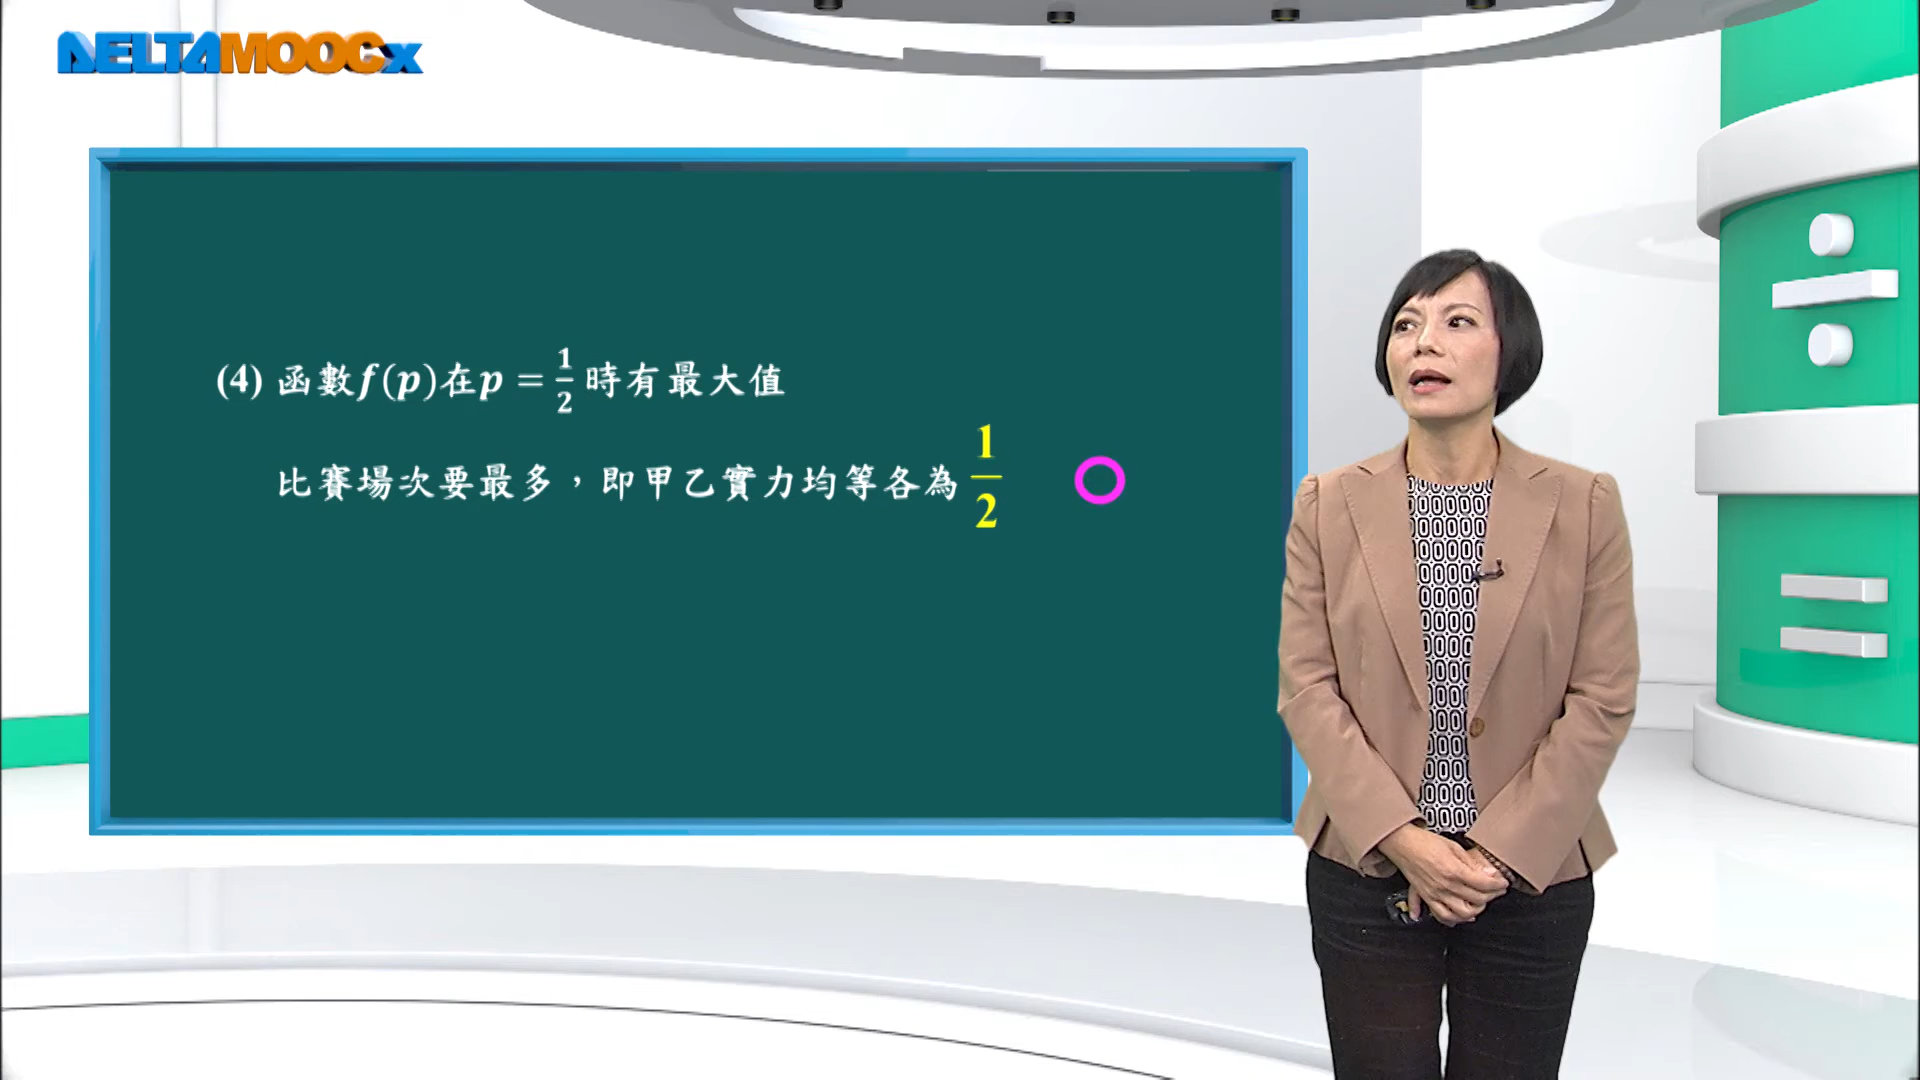 DELTAMOOCx
(4) 函數f(p)在p = 1/2 時有最大值
比賽場次要最多，即甲乙實力均等各為 1/2 ○